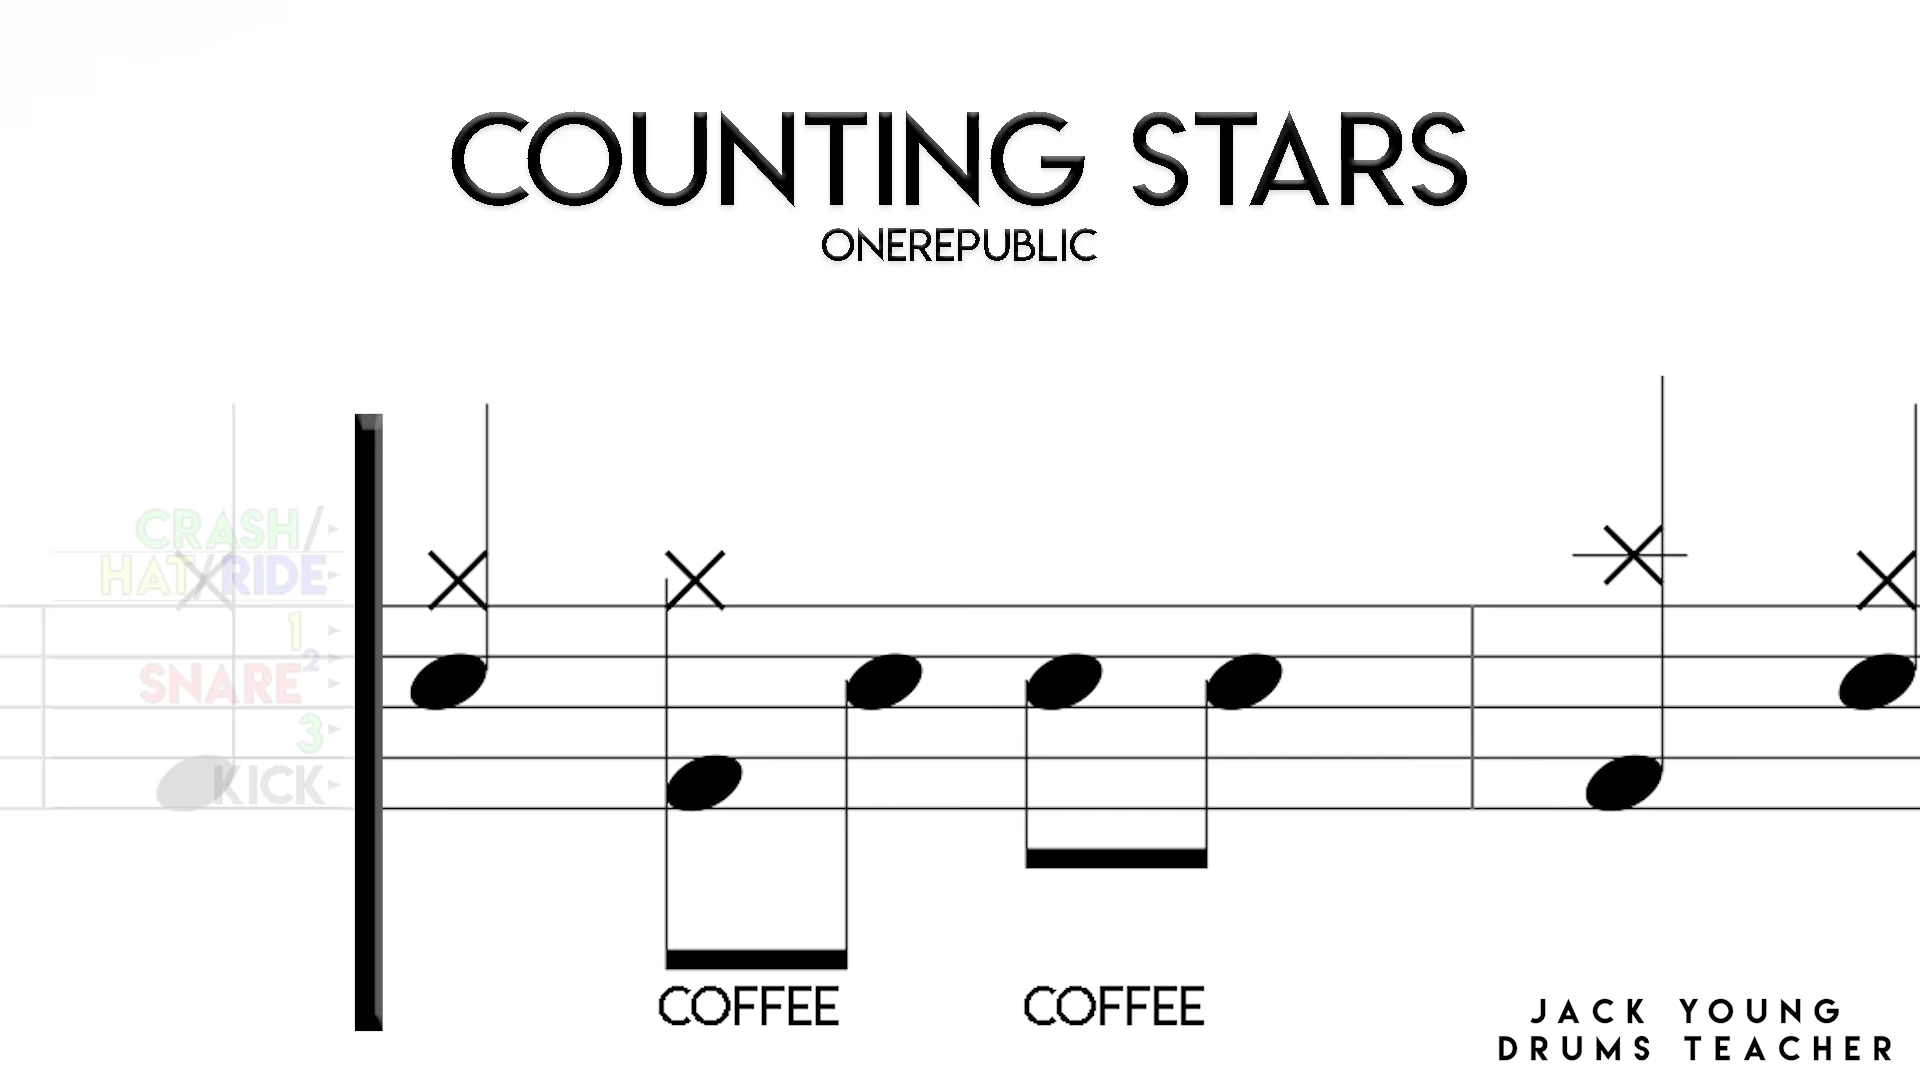 COUNTING STARS
ONEREPUBLIC
CRASH/
HAT/RIDE
1
2
SNARE
3
KICK
COFFEE COFFEE
JACK YOUNG
DRUMS TEACHER